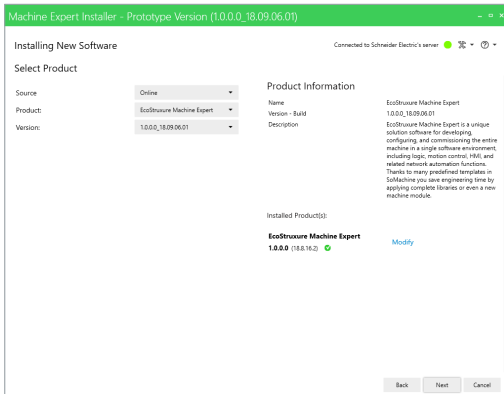 Machine Expert Installer - Prototype Version (1.0.0.0_18.09.06.01)
Installing New Software
Connected to Schneider Electric's server
Select Product
Source
Online
Product:
EcoStruxure Machine Expert
Version:
1.0.0.0_18.09.06.01
Product Information
Name
EcoStruxure Machine Expert
Version - Build
1.0.0.0_18.09.06.01
Description
EcoStruxure Machine Expert is a unique
solution software for developing,
configuring, and commissioning the entire
machine in a single software environment,
including logic, motion control, HMI, and
related network automation functions.
Thanks to many predefined templates in
SoMachine you save engineering time by
applying complete libraries or even a new
machine module.
Installed Product(s):
EcoStruxure Machine Expert
1.0.0.0 (18.8.16.2)
Modify
Back
Next
Cancel